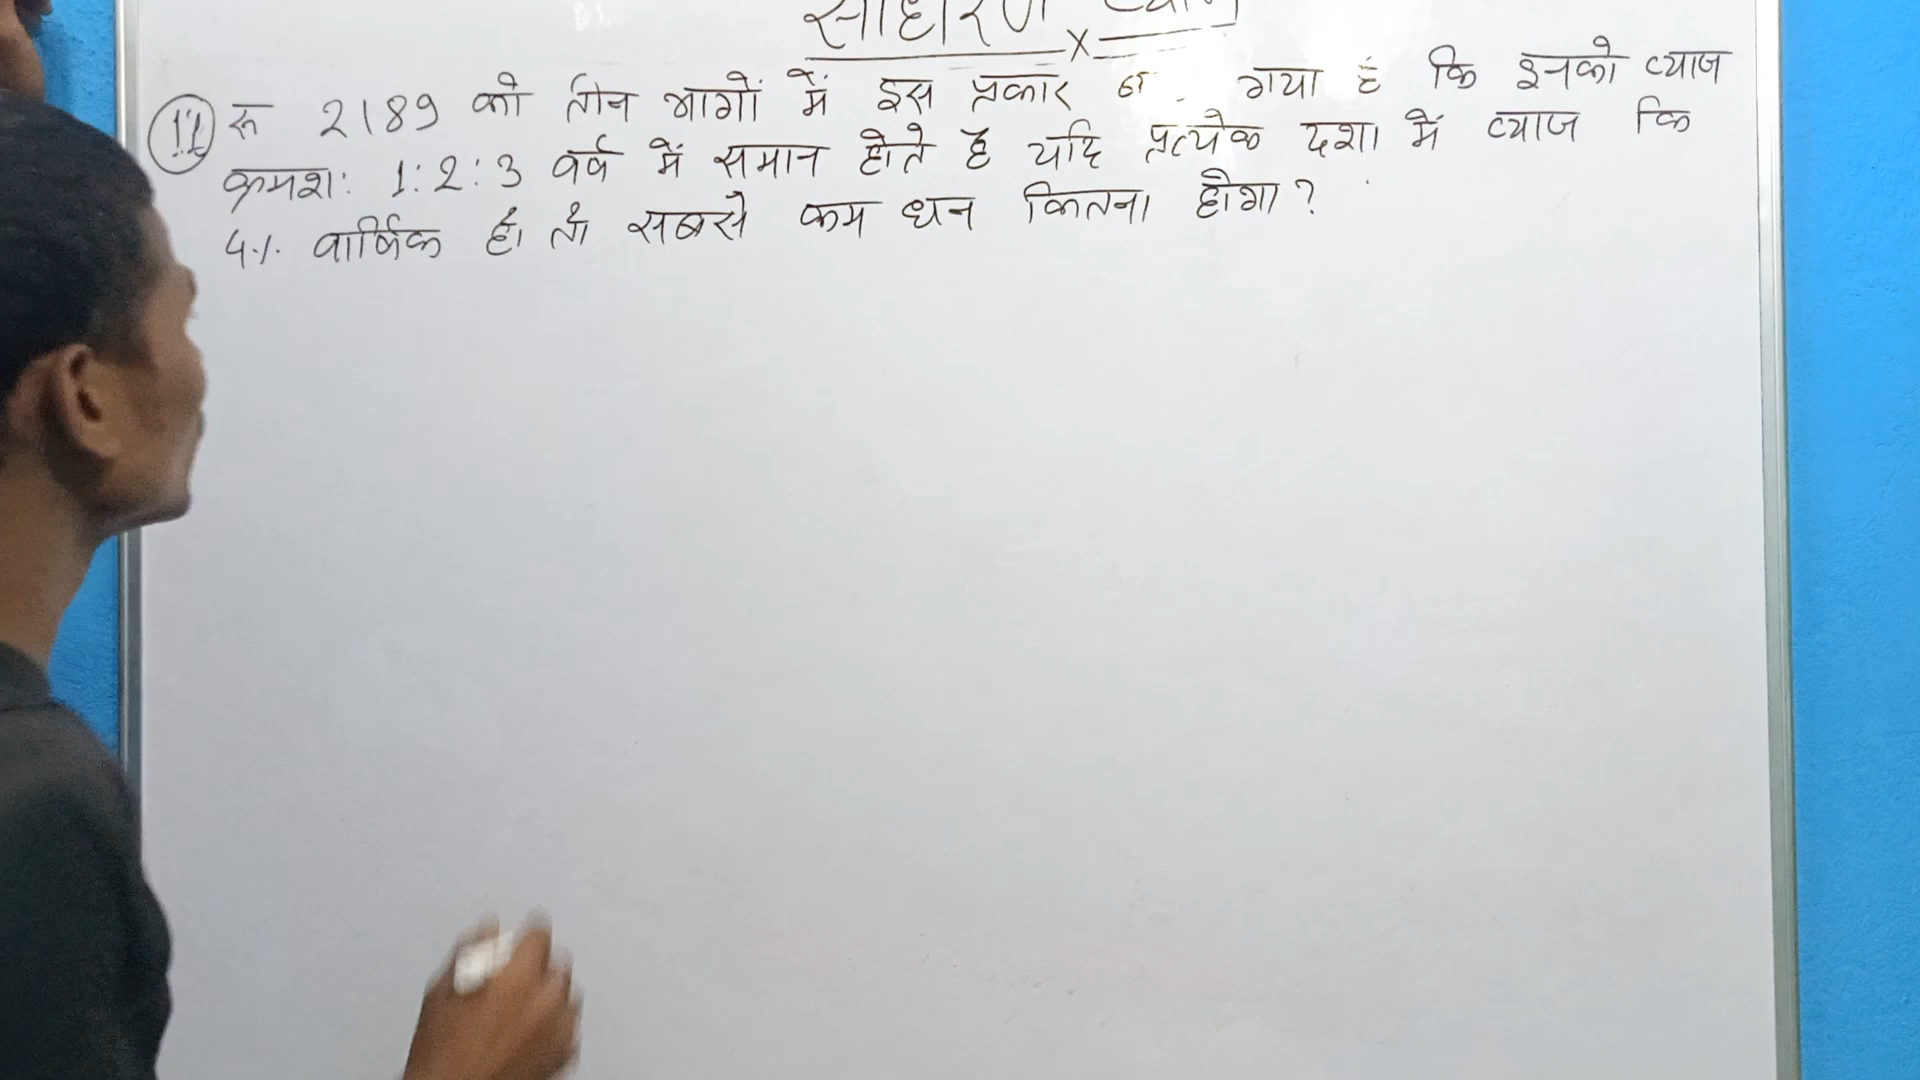 साधारण × ब्याज
11 रू 2189 को तीन भागों में इस प्रकार गया है कि इनको ब्याज
क्रमशः 1:2:3 वर्ष में समान होते है यदि प्रत्येक दशा में ब्याज कि
4% वार्षिक हो तो सबसे कम धन कितना होगा?